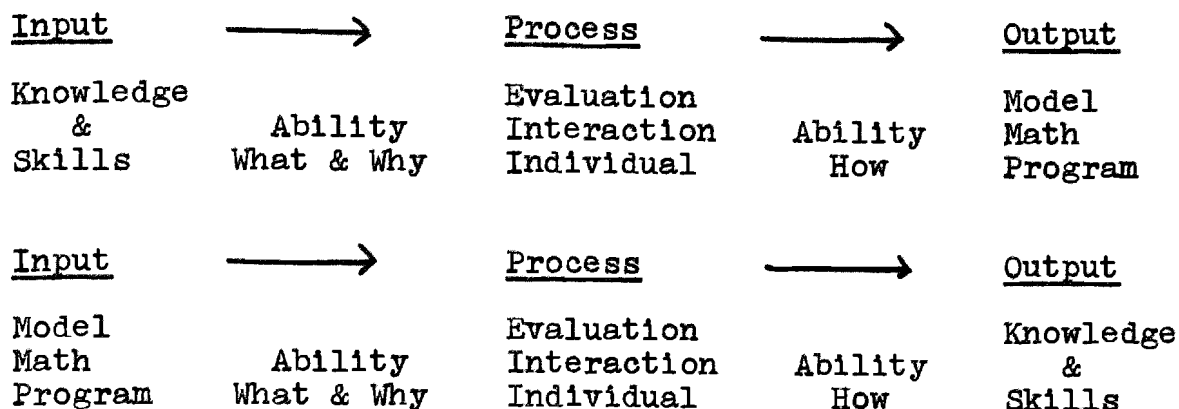 Input Process Output
Knowledge Evaluation Model
& Ability Interaction Ability Math
Skills What & Why Individual How Program
Input Process Output
Model Evaluation Knowledge
Math Ability Interaction Ability &
Program What & Why Individual How Skills